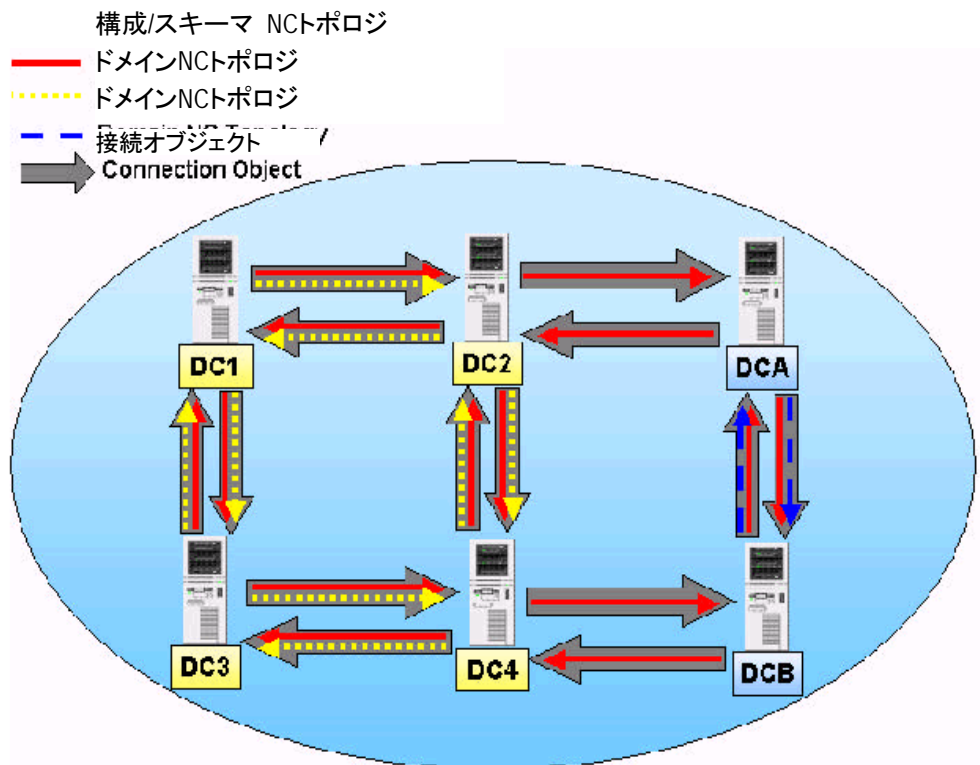 構成/スキーマ NCトポロジ
ドメインNCトポロジ
ドメインNCトポロジ
接続オブジェクト
Connection Object
DC1
DC2
DCA
DC3
DC4
DCB